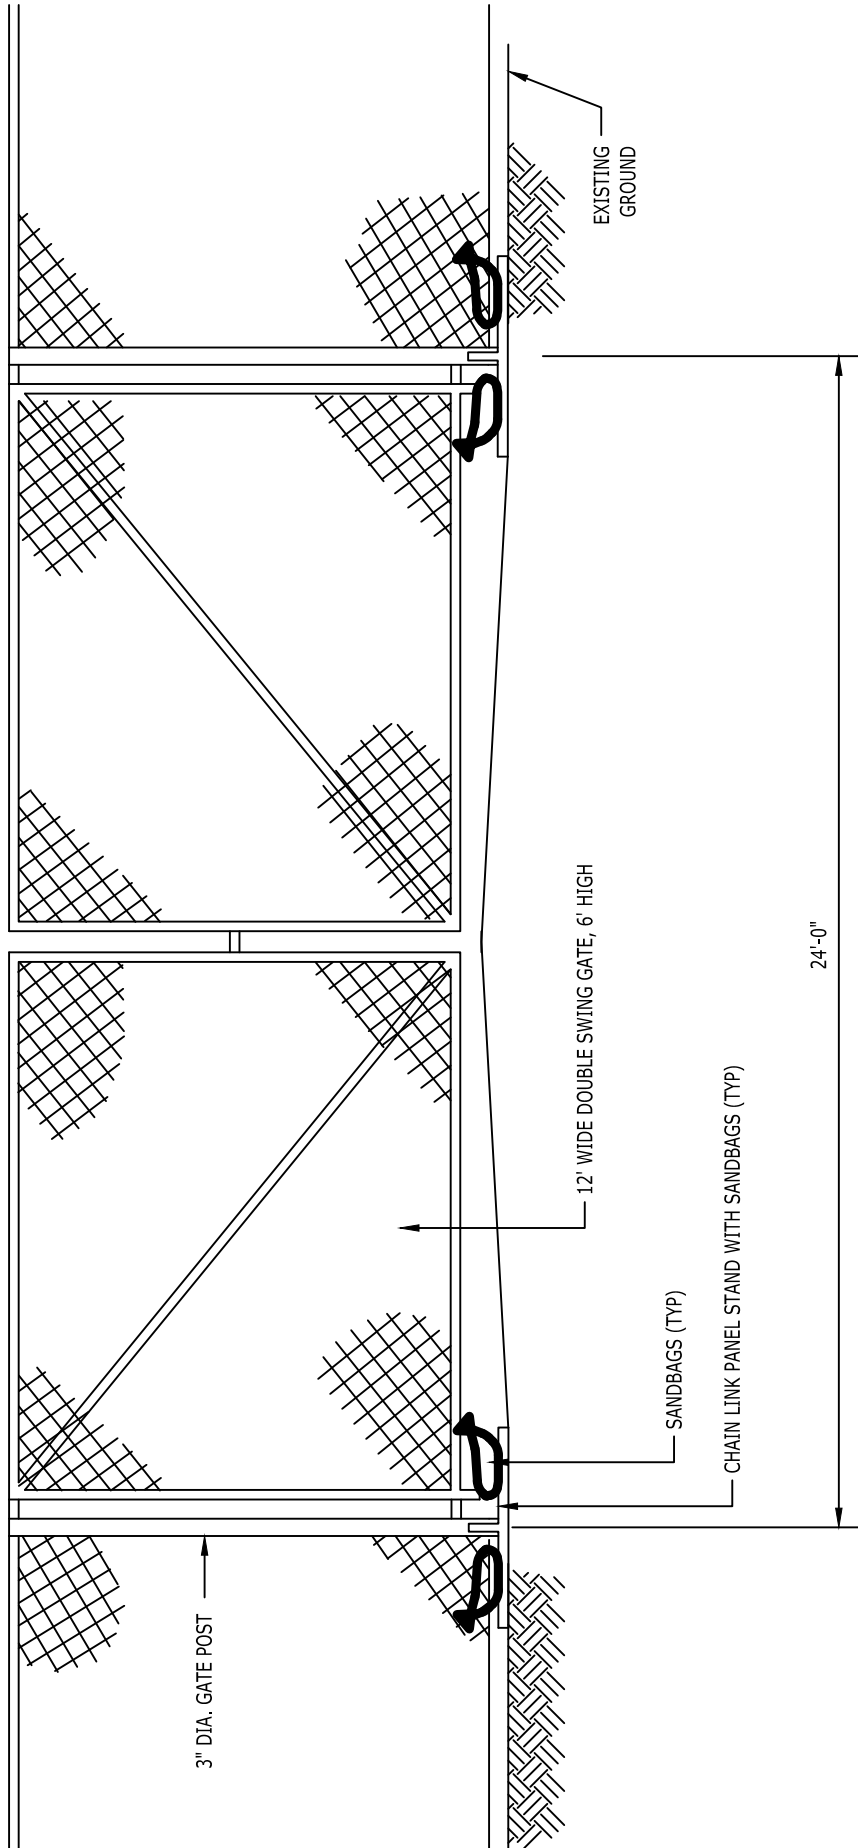 3" DIA. GATE POST
12' WIDE DOUBLE SWING GATE, 6' HIGH
SANDBAGS (TYP)
CHAIN LINK PANEL STAND WITH SANDBAGS (TYP)
24'-0"
EXISTING
GROUND